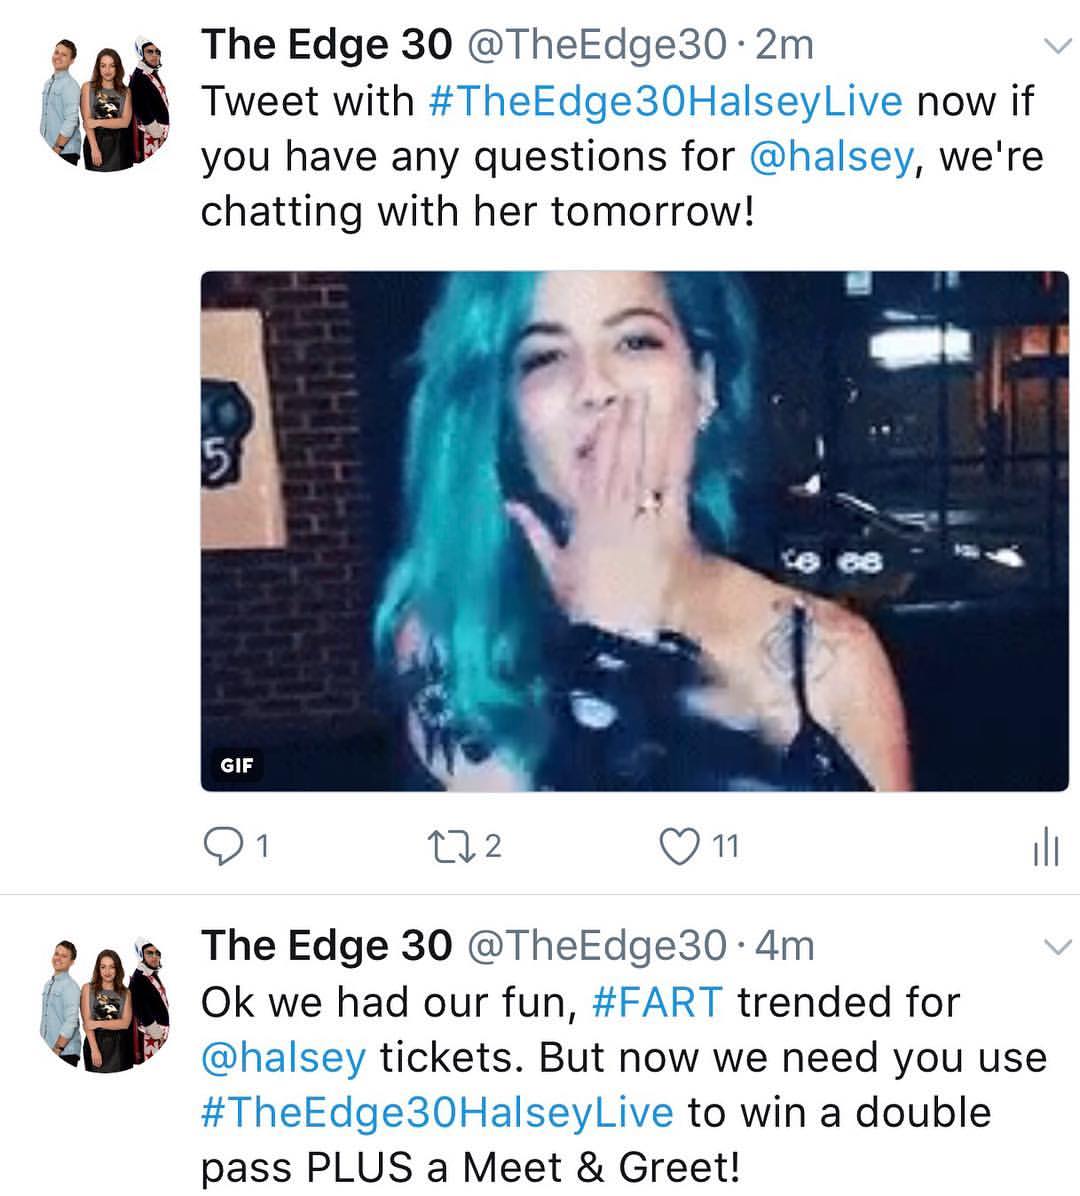 The Edge 30 @TheEdge30 · 2m
Tweet with #TheEdge30HalseyLive now if
you have any questions for @halsey, we're
chatting with her tomorrow!
5
68
GIF
1 2 11
The Edge 30 @TheEdge30 · 4m
Ok we had our fun, #FART trended for
@halsey tickets. But now we need you use
#TheEdge30HalseyLive to win a double
pass PLUS a Meet & Greet!